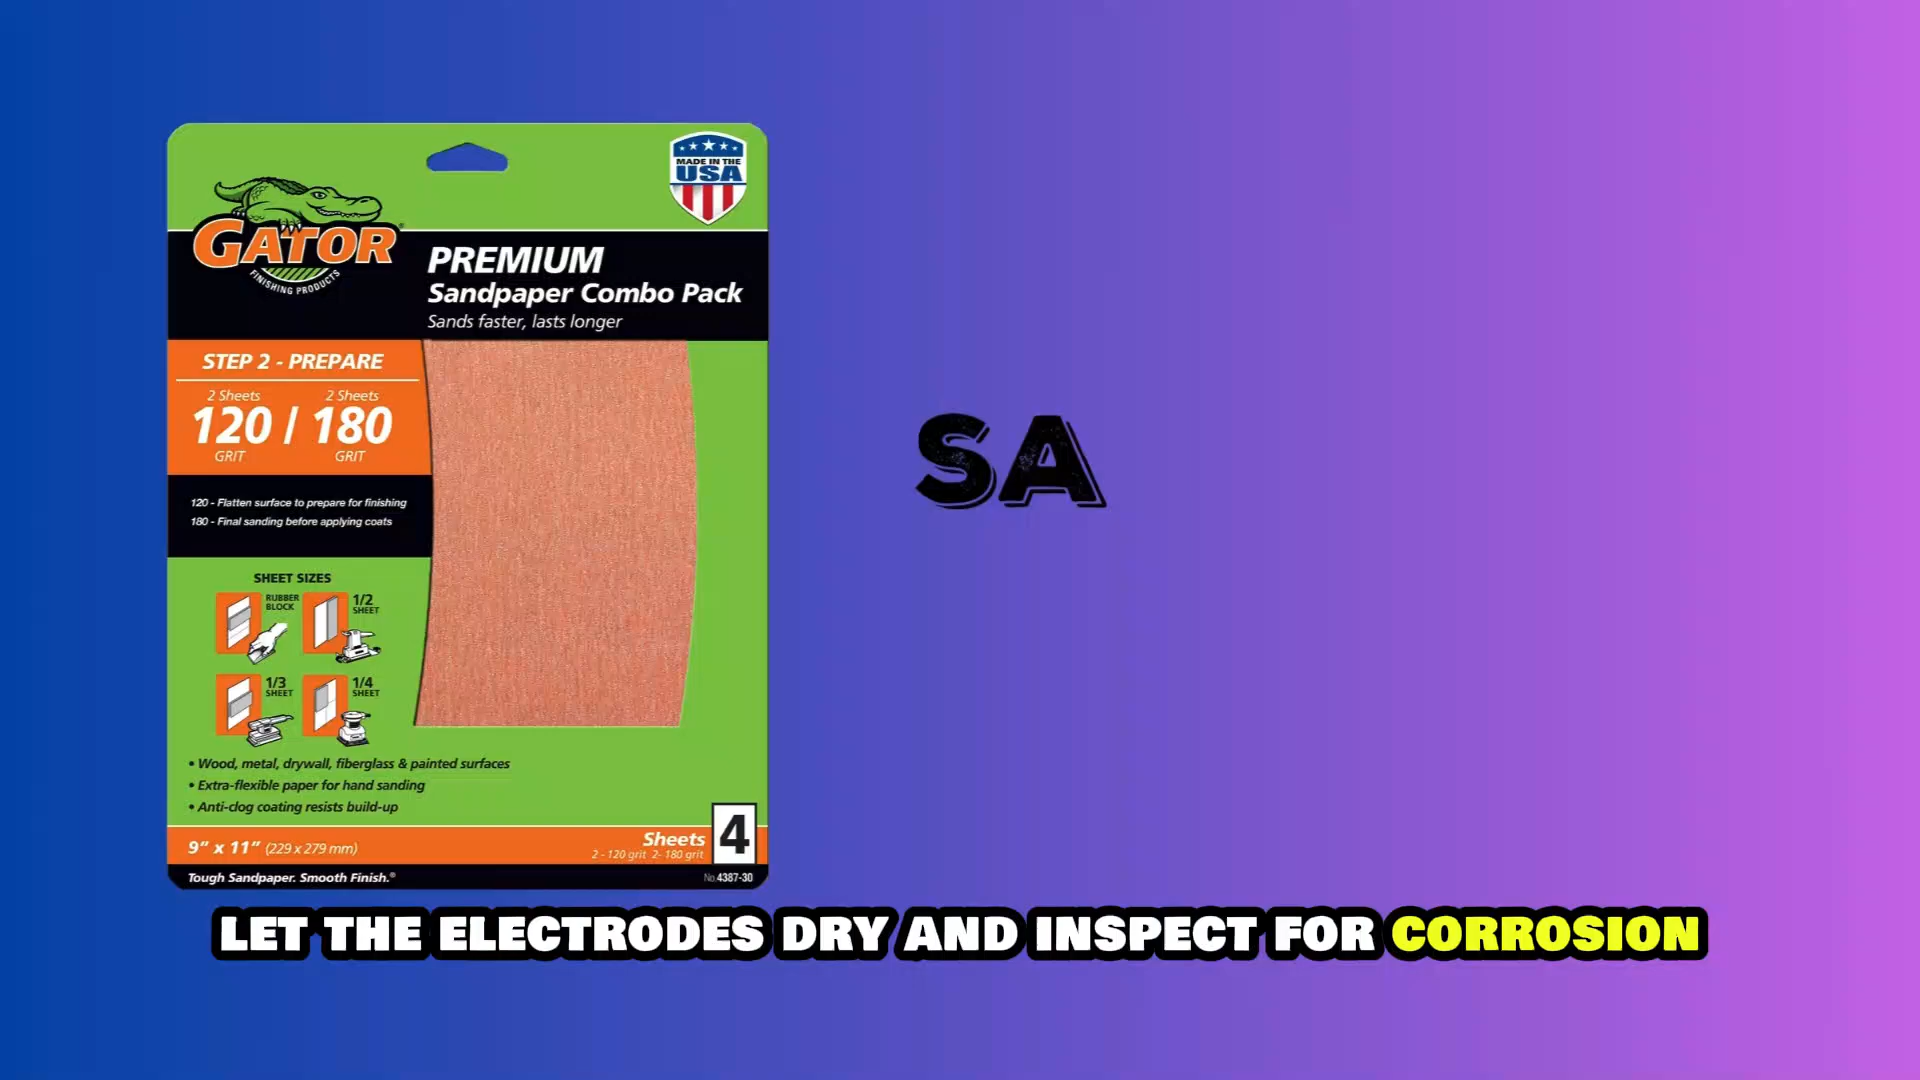 MADE IN THE
USA
GATOR
FINISHING PRODUCTS
PREMIUM
Sandpaper Combo Pack
Sands faster, lasts longer
STEP 2 - PREPARE
2 Sheets 2 Sheets
120 / 180
GRIT GRIT
120 - Flatten surface to prepare for finishing
180 - Final sanding before applying coats
SHEET SIZES
RUBBER
BLOCK
1/2
SHEET
1/3
SHEET
1/4
SHEET
• Wood, metal, drywall, fiberglass & painted surfaces
• Extra-flexible paper for hand sanding
• Anti-clog coating resists build-up
9" x 11" (229 x 279 mm)
Sheets
2 - 120 grit 2- 180 grit
4
Tough Sandpaper. Smooth Finish.®
No.4387-30
SA
LET THE ELECTRODES DRY AND INSPECT FOR CORROSION